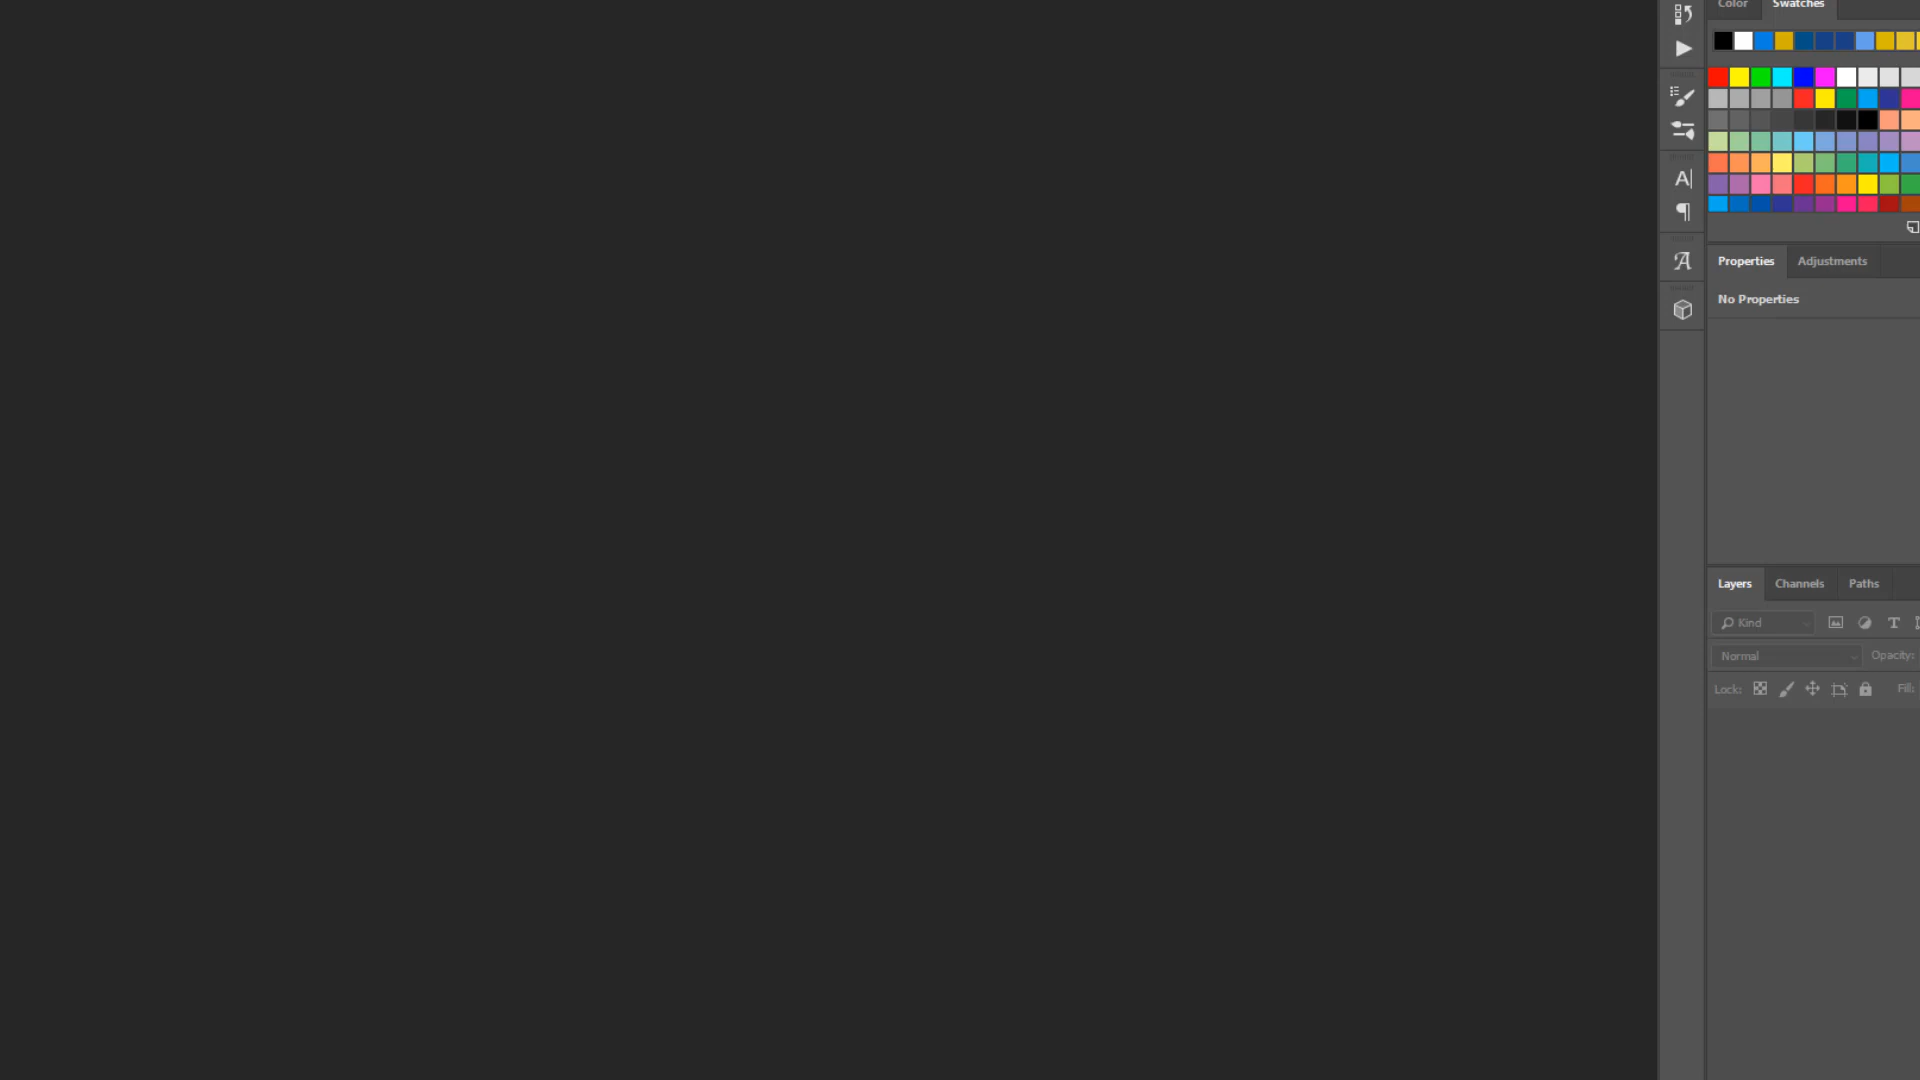 Color Swatches
Properties Adjustments
No Properties
Layers Channels Paths
Kind
Normal Opacity:
Lock: Fill: